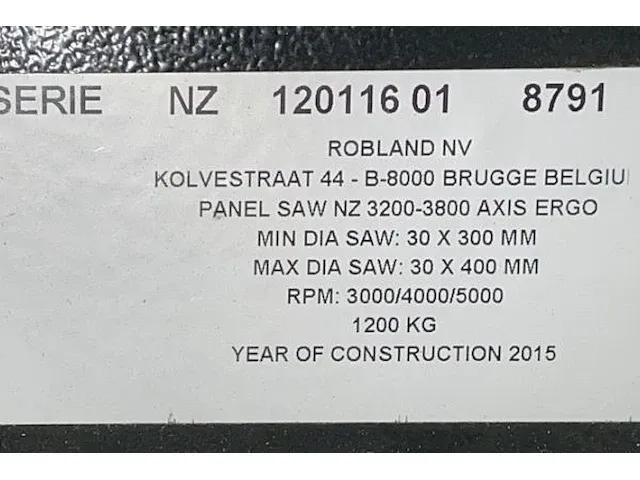 SERIE NZ 120116 01 8791
ROBLAND NV
KOLVESTRAAT 44 - B-8000 BRUGGE BELGIU
PANEL SAW NZ 3200-3800 AXIS ERGO
MIN DIA SAW: 30 X 300 MM
MAX DIA SAW: 30 X 400 MM
RPM: 3000/4000/5000
1200 KG
YEAR OF CONSTRUCTION 2015